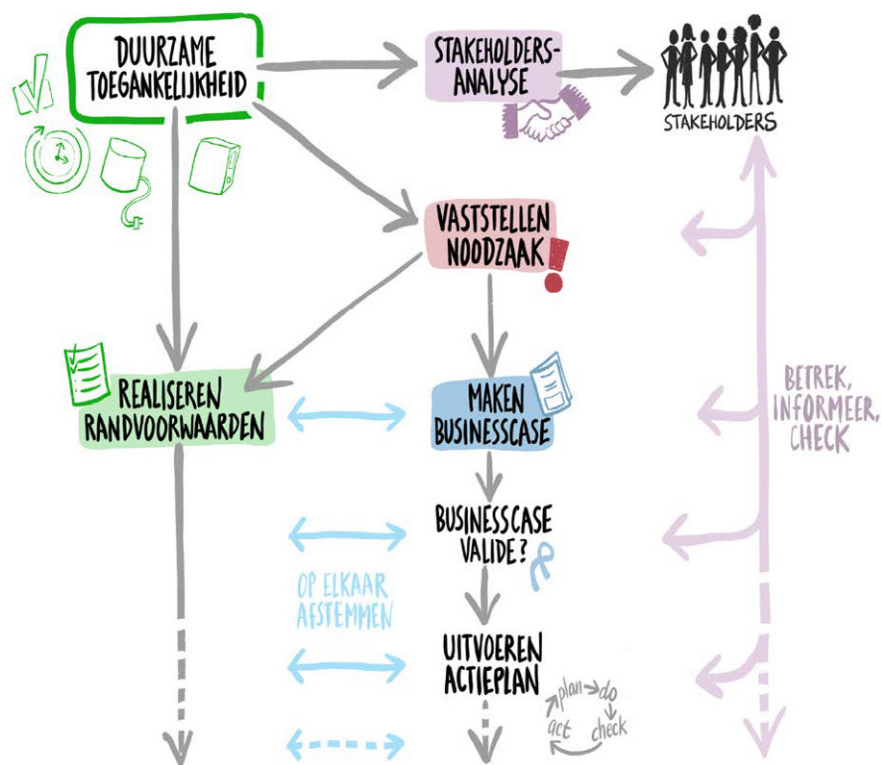 DUURZAME
TOEGANKELIJKHEID
STAKEHOLDERS-
ANALYSE
STAKEHOLDERS
VASTSTELLEN
NOODZAAK
REALISEREN
RANDVOORWAARDEN
MAKEN
BUSINESSCASE
BETREK,
INFORMEER,
CHECK
BUSINESSCASE
VALIDE?
OP ELKAAR
AFSTEMMEN
UITVOEREN
ACTIEPLAN
plan
do
check
act